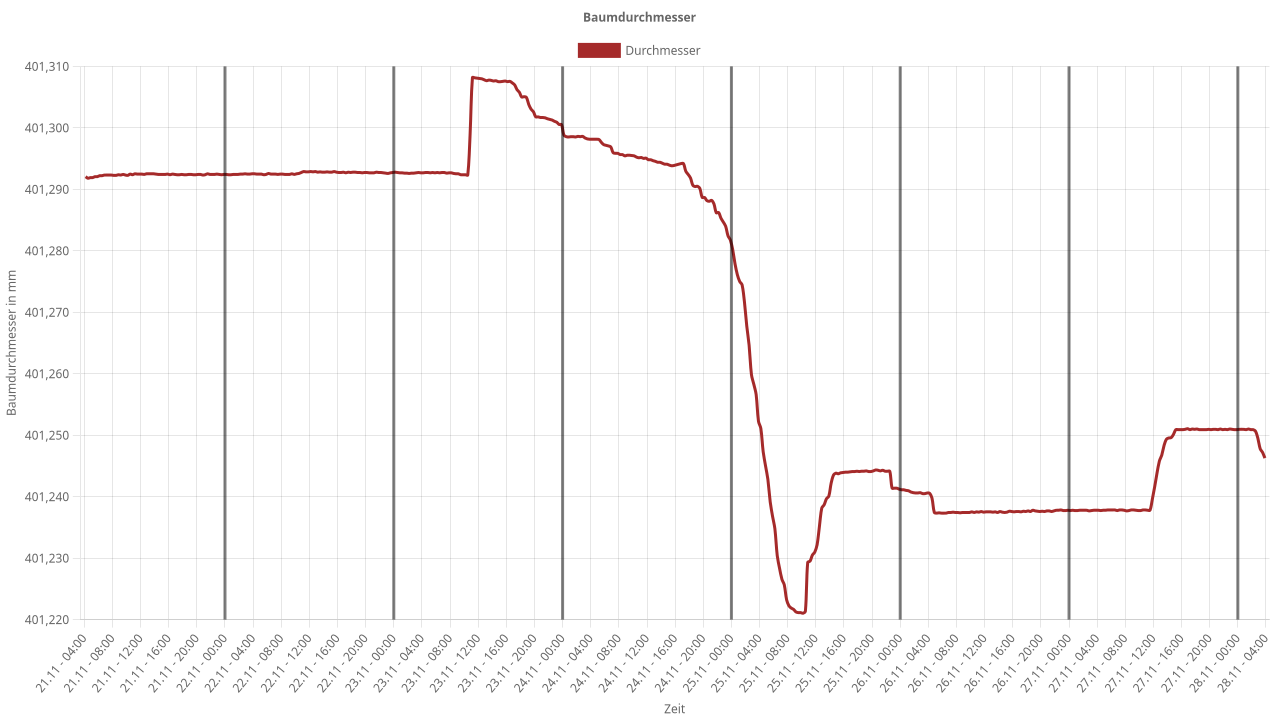 Baumdurchmesser
Durchmesser
Baumdurchmesser in mm
401,310
401,300
401,290
401,280
401,270
401,260
401,250
401,240
401,230
401,220
21.11 - 04:00
21.11 - 08:00
21.11 - 12:00
21.11 - 16:00
21.11 - 20:00
22.11 - 00:00
22.11 - 04:00
22.11 - 08:00
22.11 - 12:00
22.11 - 16:00
22.11 - 20:00
23.11 - 00:00
23.11 - 04:00
23.11 - 08:00
23.11 - 12:00
23.11 - 16:00
23.11 - 20:00
24.11 - 00:00
24.11 - 04:00
24.11 - 08:00
24.11 - 12:00
24.11 - 16:00
24.11 - 20:00
25.11 - 00:00
25.11 - 04:00
25.11 - 08:00
25.11 - 12:00
25.11 - 16:00
25.11 - 20:00
26.11 - 00:00
26.11 - 04:00
26.11 - 08:00
26.11 - 12:00
26.11 - 16:00
26.11 - 20:00
27.11 - 00:00
27.11 - 04:00
27.11 - 08:00
27.11 - 12:00
27.11 - 16:00
27.11 - 20:00
28.11 - 00:00
28.11 - 04:00
Zeit